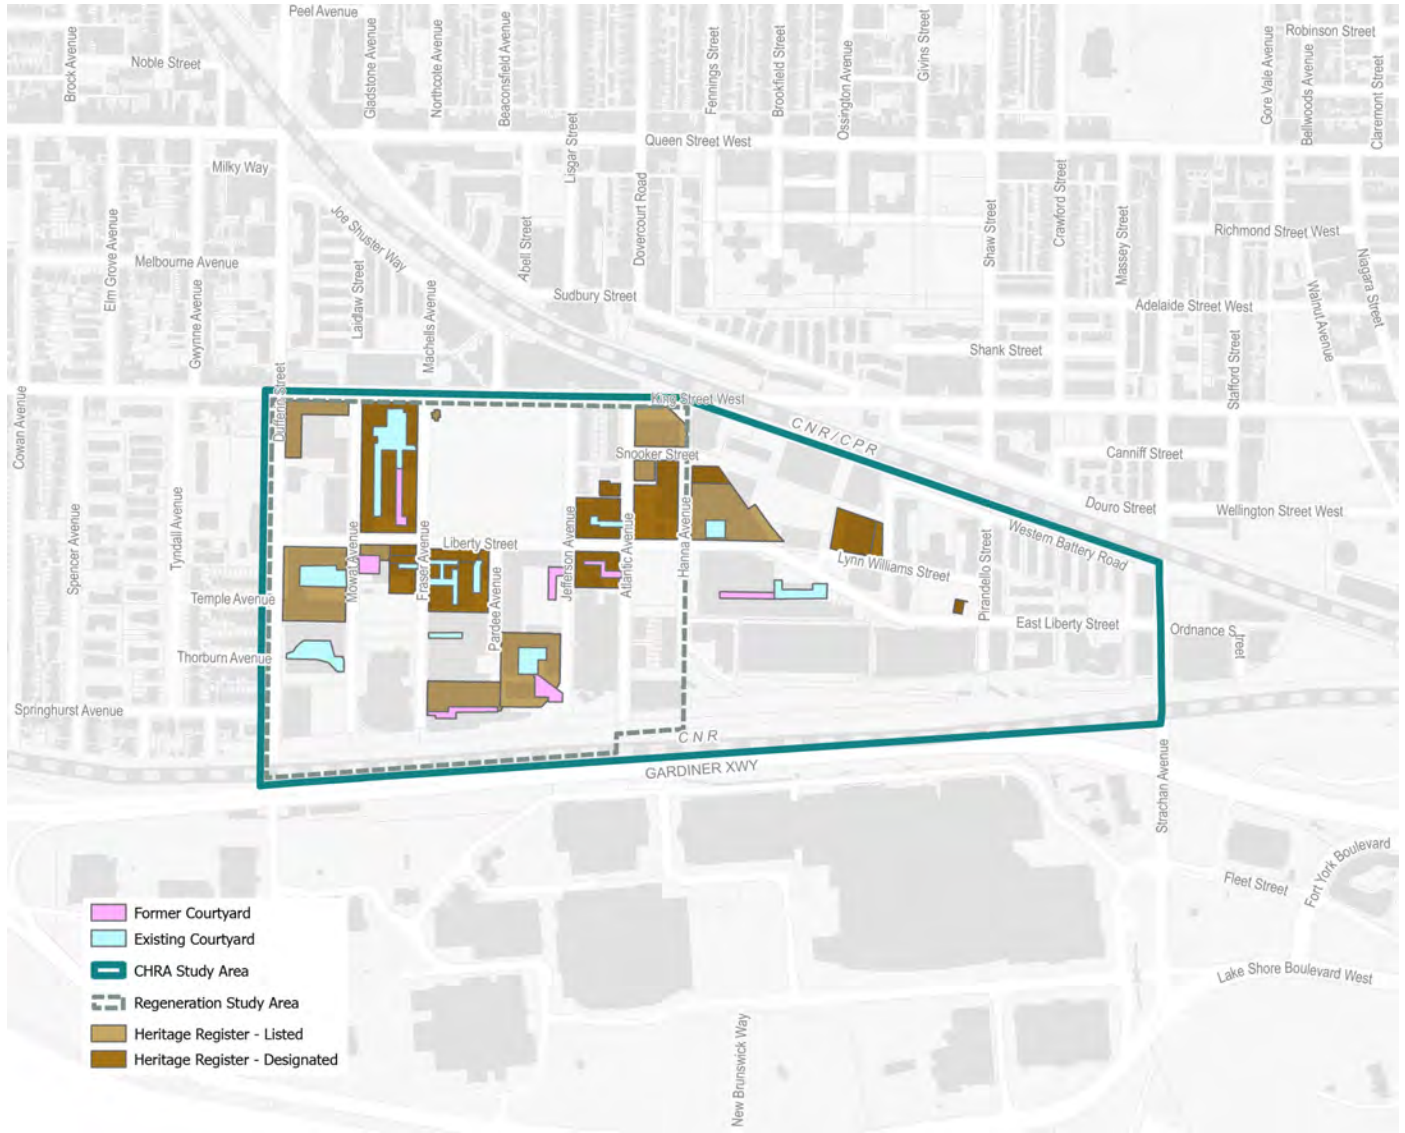 Peel Avenue
Brock Avenue
Noble Street
Gladstone Avenue
Northcote Avenue
Beaconsfield Avenue
Lisgar Street
Fennings Street
Brookfield Street
Ossington Avenue
Givins Street
Gore Vale Avenue
Robinson Street
Bellwoods Avenue
Claremont Street
Queen Street West
Milky Way
Joe Shuster Way
Dovercourt Road
Abell Street
Elm Grove Avenue
Melbourne Avenue
Gwynne Avenue
Laidlaw Street
Machells Avenue
Sudbury Street
Shaw Street
Crawford Street
Massey Street
Richmond Street West
Niagara Street
Adelaide Street West
Walnut Avenue
Shank Street
Stafford Street
Cowan Avenue
Dufferin Street
King Street West
CNR/CPR
Snooker Street
Canniff Street
Douro Street
Wellington Street West
Spencer Avenue
Tyndall Avenue
Mowat Avenue
Fraser Avenue
Liberty Street
Pardee Avenue
Jefferson Avenue
Atlantic Avenue
Hanna Avenue
Lynn Williams Street
Pirandello Street
Western Battery Road
Temple Avenue
East Liberty Street
Ordnance Street
Thorburn Avenue
Springhurst Avenue
CNR
GARDINER XWY
Strachan Avenue
Fleet Street
Fort York Boulevard
Lake Shore Boulevard West
New Brunswick Way
Former Courtyard
Existing Courtyard
CHRA Study Area
Regeneration Study Area
Heritage Register - Listed
Heritage Register - Designated